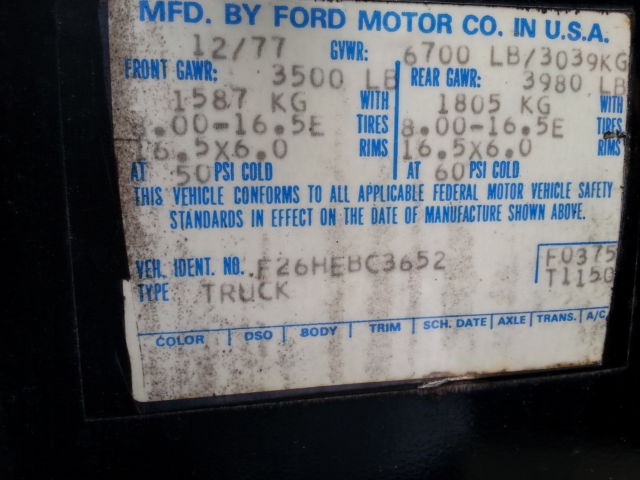 MFD. BY FORD MOTOR CO. IN U.S.A.
12/77 GVWR: 6700 LB/3039KG
FRONT GAWR: 3500 LB REAR GAWR: 3980 LB
1587 KG WITH 1805 KG WITH
8.00-16.5E TIRES 8.00-16.5E TIRES
16.5X6.0 RIMS 16.5X6.0 RIMS
AT 50 PSI COLD AT 60 PSI COLD
THIS VEHICLE CONFORMS TO ALL APPLICABLE FEDERAL MOTOR VEHICLE SAFETY
STANDARDS IN EFFECT ON THE DATE OF MANUFACTURE SHOWN ABOVE.
VEH. IDENT. NO. F26HEBC3652 F0375
TYPE TRUCK T1150
COLOR DSO BODY TRIM SCH. DATE AXLE TRANS. A/C